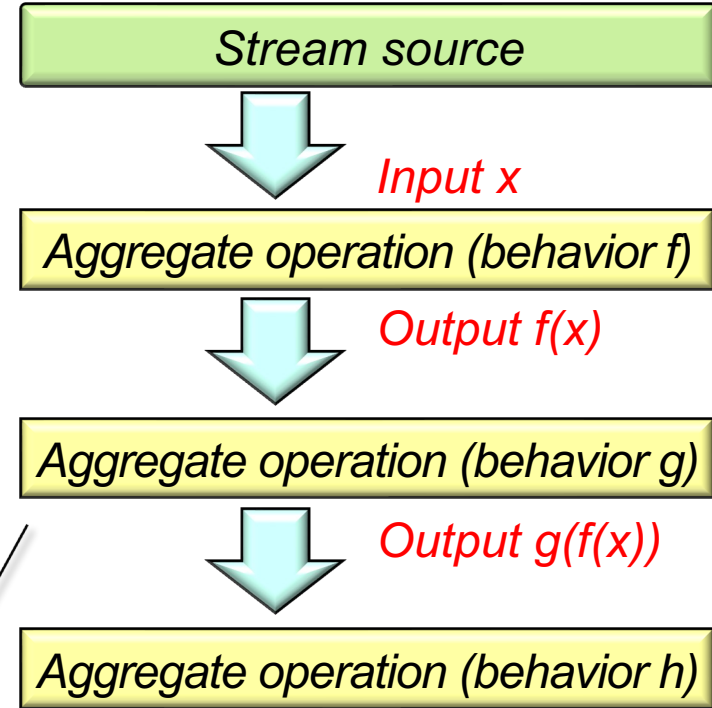 Stream source
Input x
Aggregate operation (behavior f)
Output f(x)
Aggregate operation (behavior g)
Output g(f(x))
Aggregate operation (behavior h)